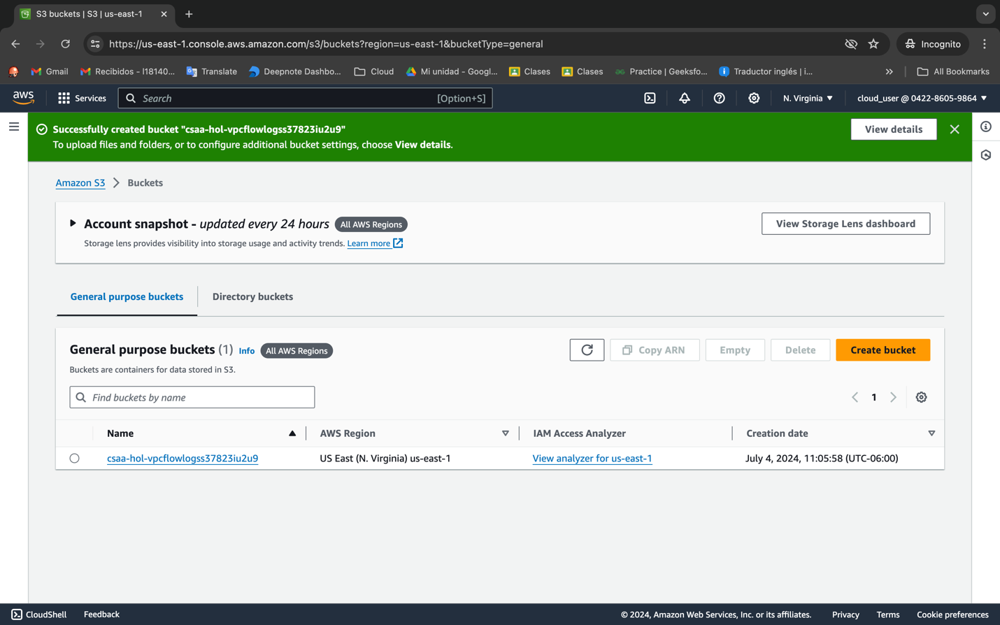 S3 buckets | S3 | us-east-1
https://us-east-1.console.aws.amazon.com/s3/buckets?region=us-east-1&bucketType=general
Incognito
Gmail
Recibidos - l18140...
Translate
Deepnote Dashbo...
Cloud
Mi unidad - Googl...
Clases
Clases
Practice | Geeksfo...
Traductor inglés | i...
All Bookmarks
aws
Services
Search
[Option+S]
N. Virginia
cloud_user @ 0422-8605-9864
Successfully created bucket "csaa-hol-vpcflowlogss37823iu2u9"
To upload files and folders, or to configure additional bucket settings, choose View details.
View details
Amazon S3
Buckets
Account snapshot - updated every 24 hours
All AWS Regions
Storage lens provides visibility into storage usage and activity trends. Learn more
View Storage Lens dashboard
General purpose buckets
Directory buckets
General purpose buckets (1)
Info
All AWS Regions
Buckets are containers for data stored in S3.
Copy ARN
Empty
Delete
Create bucket
Find buckets by name
1
Name
AWS Region
IAM Access Analyzer
Creation date
csaa-hol-vpcflowlogss37823iu2u9
US East (N. Virginia) us-east-1
View analyzer for us-east-1
July 4, 2024, 11:05:58 (UTC-06:00)
CloudShell
Feedback
© 2024, Amazon Web Services, Inc. or its affiliates.
Privacy
Terms
Cookie preferences